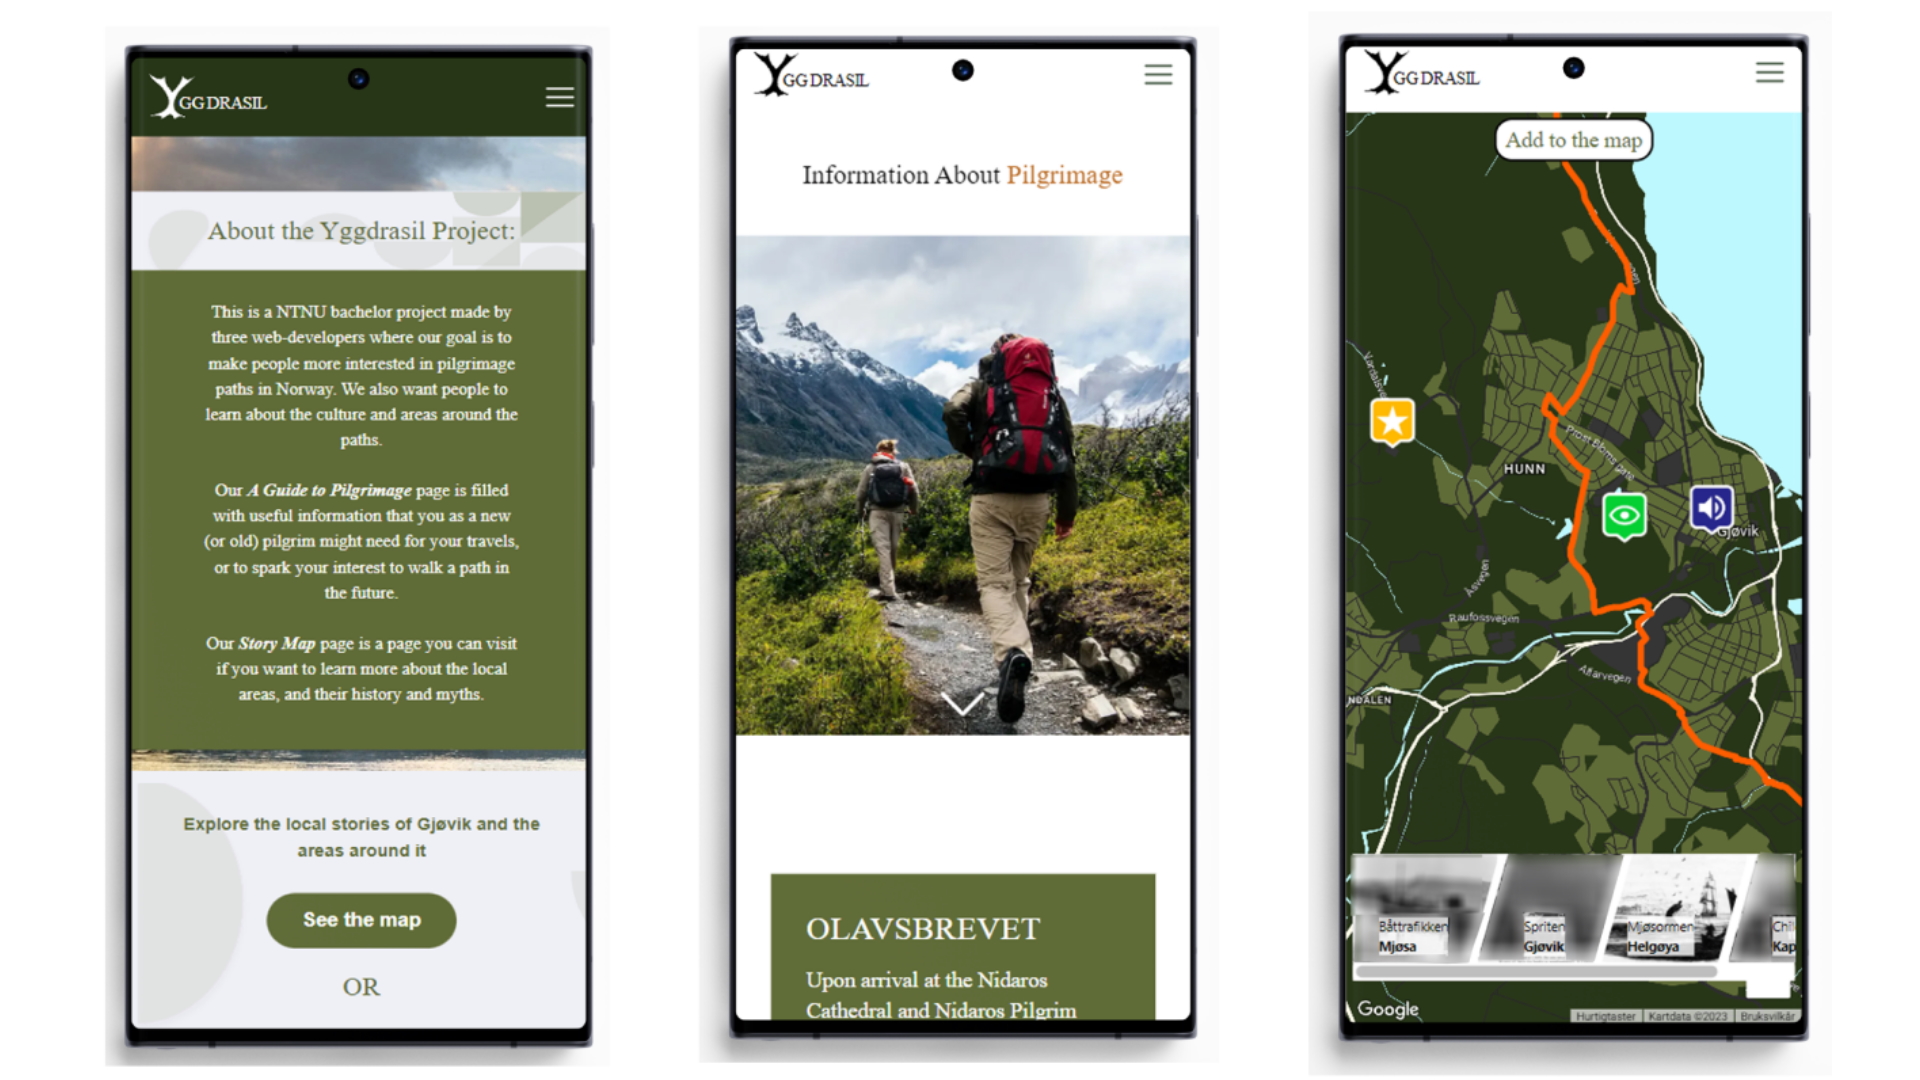 YGGDRASIL
About the Yggdrasil Project:
This is a NTNU bachelor project made by
three web-developers where our goal is to
make people more interested in pilgrimage
paths in Norway. We also want people to
learn about the culture and areas around the
paths.
Our A Guide to Pilgrimage page is filled
with useful information that you as a new
(or old) pilgrim might need for your travels,
or to spark your interest to walk a path in
the future.
Our Story Map page is a page you can visit
if you want to learn more about the local
areas, and their history and myths.
Explore the local stories of Gjøvik and the
areas around it
See the map
OR
YGGDRASIL
Information About Pilgrimage
OLAVSBREVET
Upon arrival at the Nidaros
Cathedral and Nidaros Pilgrim
YGGDRASIL
Add to the map
HUNN
Prost Bloms gate
Gjøvik
Åsvegen
Raufossvegen
Alfarvegen
NDALEN
Båttrafikken
Mjøsa
Spriten
Gjøvik
Mjøsormen
Helgøya
Kap
Google
Hurtigtaster
Kartdata ©2023
Bruksvilkår